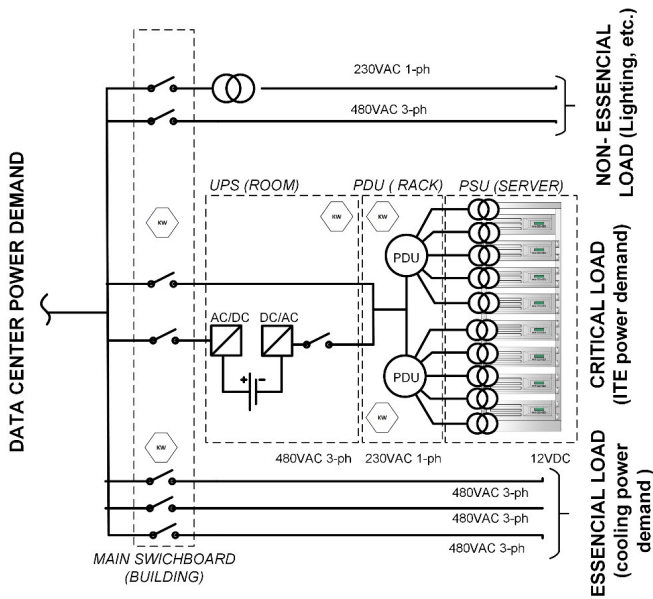 230VAC 1-ph
480VAC 3-ph
NON- ESSENCIAL
LOAD (Lighting, etc.)
DATA CENTER POWER DEMAND
UPS (ROOM)
PDU ( RACK)
PSU (SERVER)
KW
KW
KW
PDU
AC/DC
DC/AC
+
-
PDU
KW
KW
CRITICAL LOAD
(ITE power demand)
480VAC 3-ph
230VAC 1-ph
12VDC
480VAC 3-ph
480VAC 3-ph
480VAC 3-ph
ESSENCIAL LOAD
(cooling power
demand )
MAIN SWICHBOARD
(BUILDING)